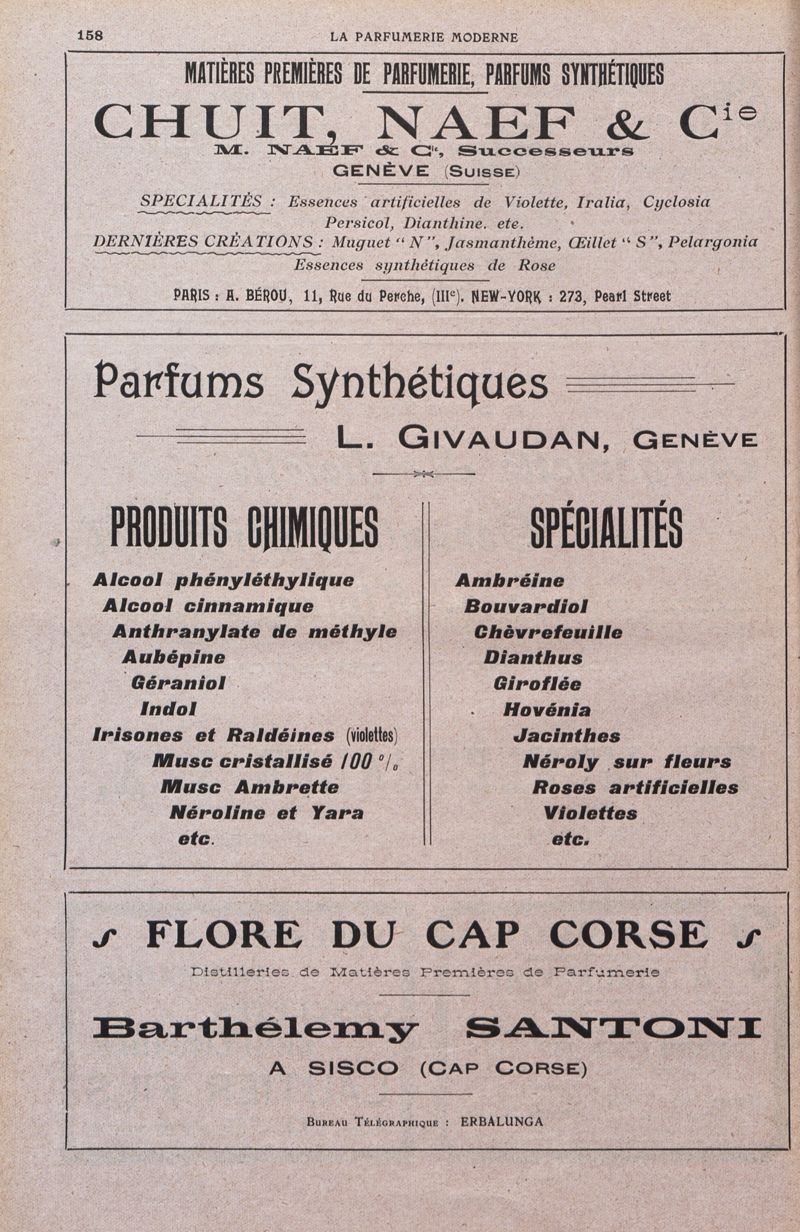 158
LA PARFUMERIE MODERNE
MATIÈRES PREMIÈRES DE PARFUMERIE, PARFUMS SYNTHÉTIQUES
CHUIT, NAEF & Cie
M. NAEF & Cie, Successeurs
GENÈVE (SUISSE)
SPECIALITÉS : Essences artificielles de Violette, Iralia, Cyclosia
Persicol, Dianthine. etc.
DERNIÈRES CRÉATIONS : Muguet “ N ”, Jasmanthème, Œillet “ S ”, Pelargonia
Essences synthétiques de Rose
PARIS : A. BÉROU, 11, Rue du Perche, (IIIe). NEW-YORK : 273, Pearl Street
Parfums Synthétiques
L. GIVAUDAN, GENÈVE
PRODUITS CHIMIQUES
Alcool phényléthylique
Alcool cinnamique
Anthranylate de méthyle
Aubépine
Géraniol
Indol
Irisones et Raldéines (violettes)
Musc cristallisé 100 %
Musc Ambrette
Néroline et Yara
etc.
SPÉCIALITÉS
Ambréine
Bouvardiol
Chèvrefeuille
Dianthus
Giroflée
Hovénia
Jacinthes
Néroly sur fleurs
Roses artificielles
Violettes
etc.
FLORE DU CAP CORSE
Distilleries de Matières Premières de Parfumerie
Barthélemy SANTONI
A SISCO (CAP CORSE)
BUREAU TÉLÉGRAPHIQUE : ERBALUNGA